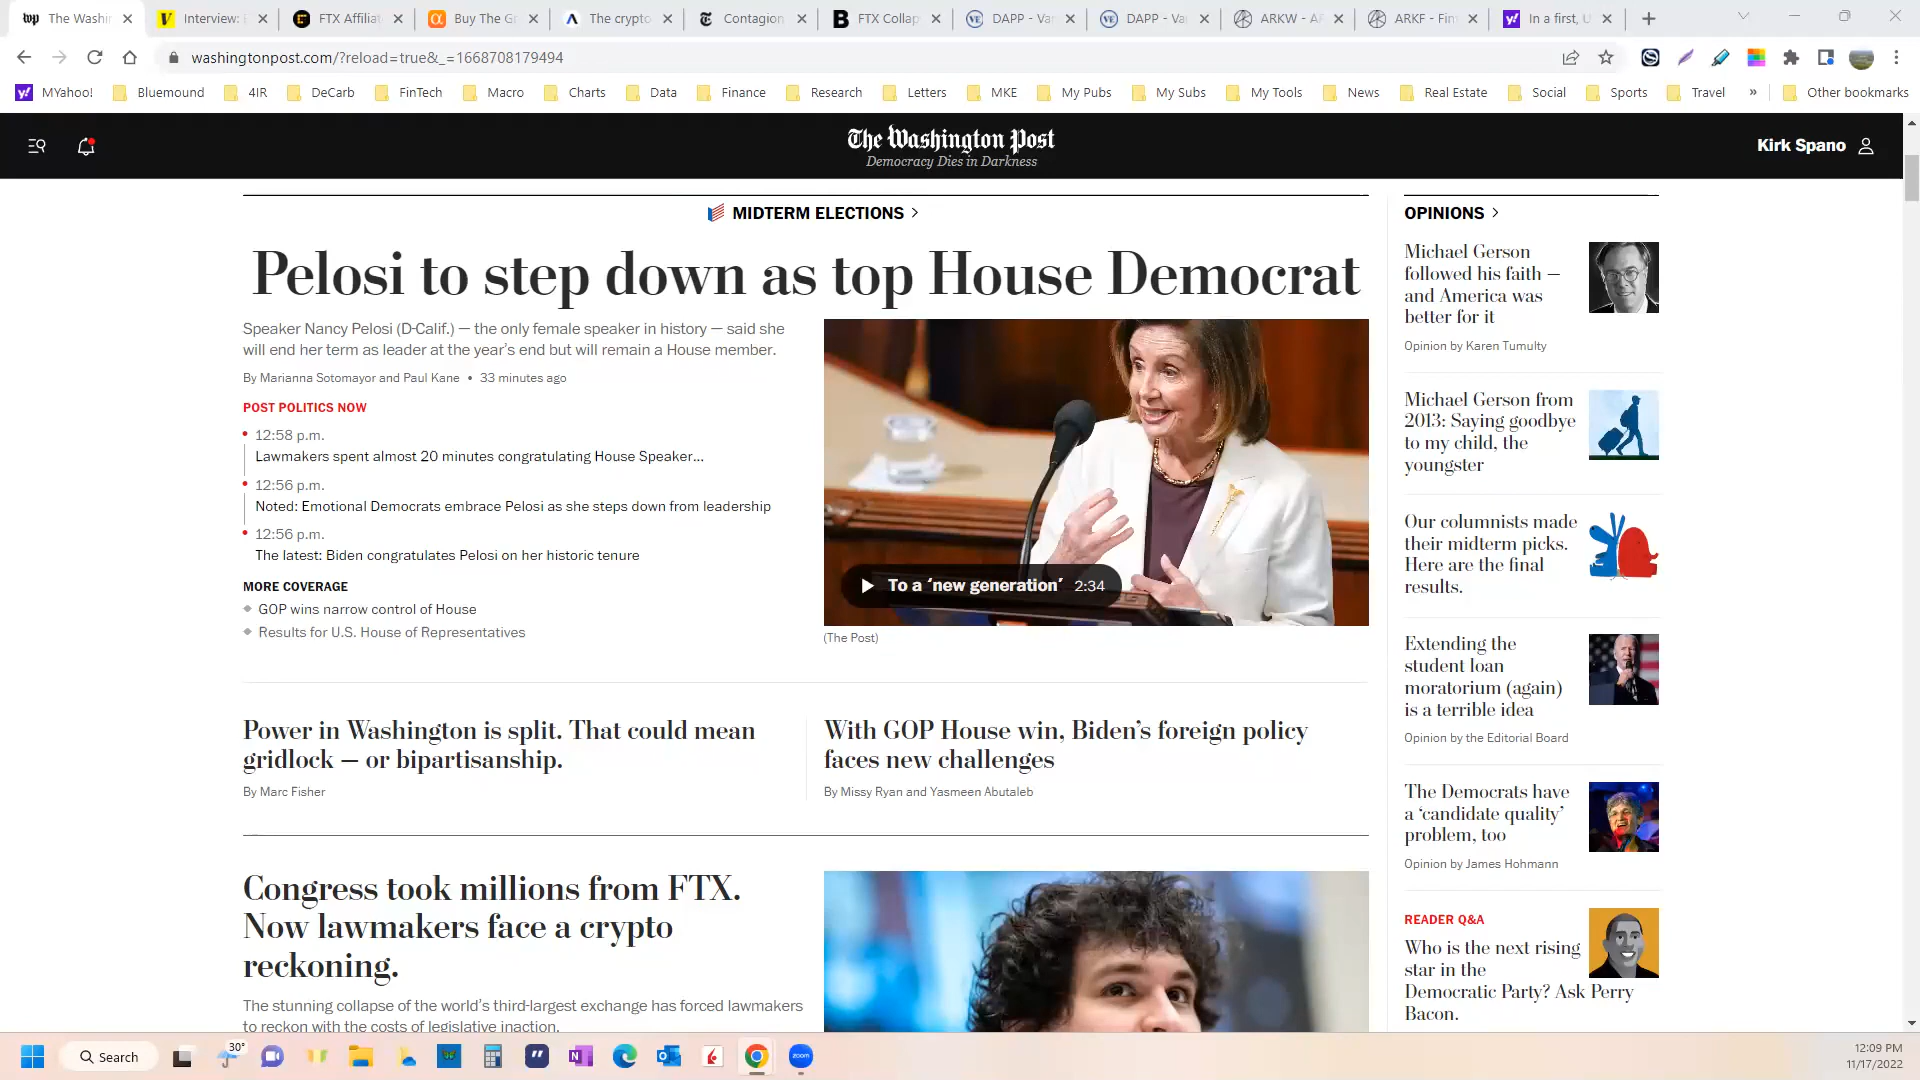 The Washin
Interview: E
FTX Affiliat
Buy The Gr
The crypto
Contagion
FTX Collap
DAPP - Van
DAPP - Va
ARKW - AR
ARKF - Fin
In a first, U
washingtonpost.com/?reload=true&_=1668708179494
MYahoo!
Bluemound
4IR
DeCarb
FinTech
Macro
Charts
Data
Finance
Research
Letters
MKE
My Pubs
My Subs
My Tools
News
Real Estate
Social
Sports
Travel
»
Other bookmarks
The Washington Post
Democracy Dies in Darkness
Kirk Spano
MIDTERM ELECTIONS >
Pelosi to step down as top House Democrat
Speaker Nancy Pelosi (D-Calif.) — the only female speaker in history — said she
will end her term as leader at the year’s end but will remain a House member.
By Marianna Sotomayor and Paul Kane • 33 minutes ago
POST POLITICS NOW
12:58 p.m.
Lawmakers spent almost 20 minutes congratulating House Speaker...
12:56 p.m.
Noted: Emotional Democrats embrace Pelosi as she steps down from leadership
12:56 p.m.
The latest: Biden congratulates Pelosi on her historic tenure
MORE COVERAGE
GOP wins narrow control of House
Results for U.S. House of Representatives
To a ‘new generation’ 2:34
(The Post)
Power in Washington is split. That could mean
gridlock — or bipartisanship.
By Marc Fisher
With GOP House win, Biden’s foreign policy
faces new challenges
By Missy Ryan and Yasmeen Abutaleb
Congress took millions from FTX.
Now lawmakers face a crypto
reckoning.
The stunning collapse of the world’s third-largest exchange has forced lawmakers
to reckon with the costs of legislative inaction.
OPINIONS >
Michael Gerson
followed his faith —
and America was
better for it
Opinion by Karen Tumulty
Michael Gerson from
2013: Saying goodbye
to my child, the
youngster
Our columnists made
their midterm picks.
Here are the final
results.
Extending the
student loan
moratorium (again)
is a terrible idea
Opinion by the Editorial Board
The Democrats have
a ‘candidate quality’
problem, too
Opinion by James Hohmann
READER Q&A
Who is the next rising
star in the
Democratic Party? Ask Perry
Bacon.
Search
30°
zoom
12:09 PM
11/17/2022